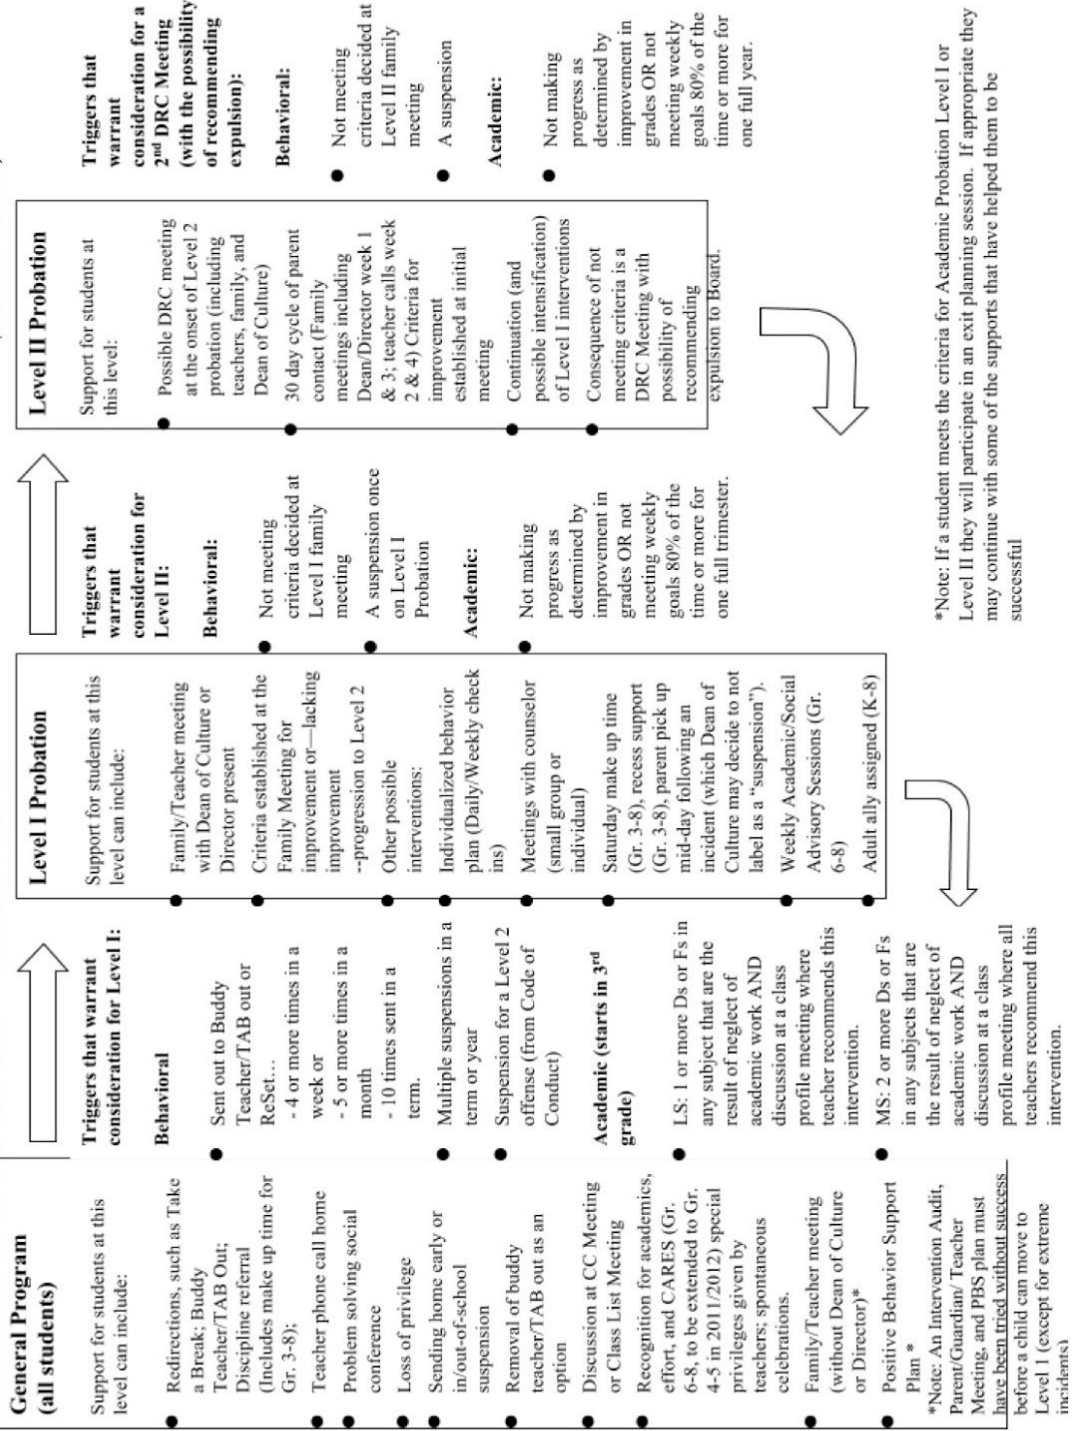 General Program
(all students)
Support for students at this
level can include:
● Redirections, such as Take
a Break; Buddy
Teacher/TAB Out;
Discipline referral
(Includes make up time for
Gr. 3-8);
● Teacher phone call home
● Problem solving social
conference
● Loss of privilege
● Sending home early or
in/out-of-school
suspension
● Removal of buddy
teacher/TAB out as an
option
● Discussion at CC Meeting
or Class List Meeting
● Recognition for academics,
effort, and CARES (Gr.
6-8, to be extended to Gr.
4-5 in 2011/2012) special
privileges given by
teachers; spontaneous
celebrations.
● Family/Teacher meeting
(without Dean of Culture
or Director)*
● Positive Behavior Support
Plan *
*Note: An Intervention Audit,
Parent/Guardian/ Teacher
Meeting, and PBS plan must
have been tried without success
before a child can move to
Level 1 (except for extreme
incidents)
Triggers that warrant
consideration for Level I:
Behavioral
● Sent out to Buddy
Teacher/TAB out or
ReSet…
- 4 or more times in a
week or
- 5 or more times in a
month
- 10 times sent in a
term.
● Multiple suspensions in a
term or year
● Suspension for a Level 2
offense (from Code of
Conduct)
Academic (starts in 3rd
grade)
● LS: 1 or more Ds or Fs in
any subject that are the
result of neglect of
academic work AND
discussion at a class
profile meeting where
teacher recommends this
intervention.
● MS: 2 or more Ds or Fs
in any subjects that are
the result of neglect of
academic work AND
discussion at a class
profile meeting where all
teachers recommend this
intervention.
Level I Probation
Support for students at this
level can include:
● Family/Teacher meeting
with Dean of Culture or
Director present
● Criteria established at the
Family Meeting for
improvement or—lacking
improvement
--progression to Level 2
● Other possible
interventions:
● Individualized behavior
plan (Daily/Weekly check
ins)
● Meetings with counselor
(small group or
individual)
● Saturday make up time
(Gr. 3-8), recess support
(Gr. 3-8), parent pick up
mid-day following an
incident (which Dean of
Culture may decide to not
label as a “suspension”).
● Weekly Academic/Social
Advisory Sessions (Gr.
6-8)
● Adult ally assigned (K-8)
Triggers that
warrant
consideration for
Level II:
Behavioral:
● Not meeting
criteria decided at
Level I family
meeting
● A suspension once
on Level I
Probation
Academic:
● Not making
progress as
determined by
improvement in
grades OR not
meeting weekly
goals 80% of the
time or more for
one full trimester.
Level II Probation
Support for students at
this level:
● Possible DRC meeting
at the onset of Level 2
probation (including
teachers, family, and
Dean of Culture)
● 30 day cycle of parent
contact (Family
meetings including
Dean/Director week 1
& 3; teacher calls week
2 & 4) Criteria for
improvement
established at initial
meeting
● Continuation (and
possible intensification)
of Level I interventions
● Consequence of not
meeting criteria is a
DRC Meeting with
possibility of
recommending
expulsion to Board.
Triggers that
warrant
consideration for a
2nd DRC Meeting
(with the possibility
of recommending
expulsion):
Behavioral:
● Not meeting
criteria decided at
Level II family
meeting
● A suspension
Academic:
● Not making
progress as
determined by
improvement in
grades OR not
meeting weekly
goals 80% of the
time or more for
one full year.
*Note: If a student meets the criteria for Academic Probation Level I or
Level II they will participate in an exit planning session. If appropriate they
may continue with some of the supports that have helped them to be
successful